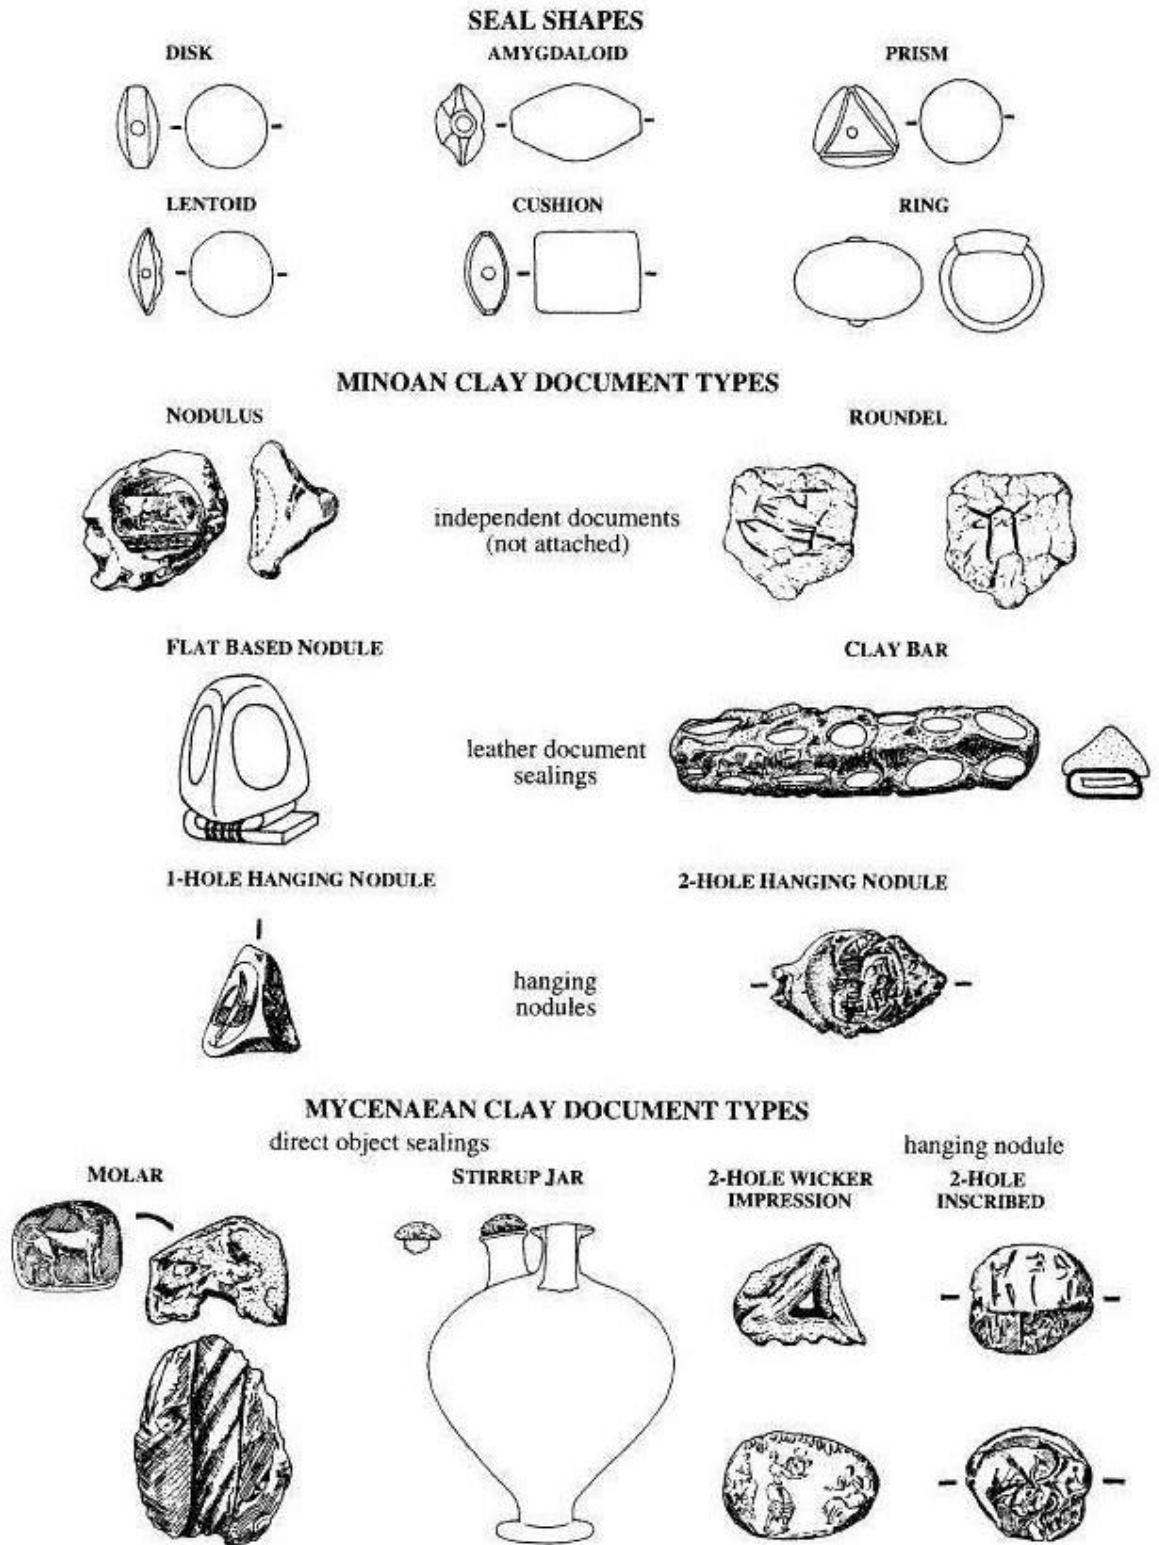 SEAL SHAPES
DISK
AMYGDALOID
PRISM
LENTOID
CUSHION
RING
MINOAN CLAY DOCUMENT TYPES
NODULUS
ROUNDEL
independent documents
(not attached)
FLAT BASED NODULE
CLAY BAR
leather document
sealings
1-HOLE HANGING NODULE
2-HOLE HANGING NODULE
hanging
nodules
MYCENAEAN CLAY DOCUMENT TYPES
direct object sealings
hanging nodule
MOLAR
STIRRUP JAR
2-HOLE WICKER
IMPRESSION
2-HOLE
INSCRIBED